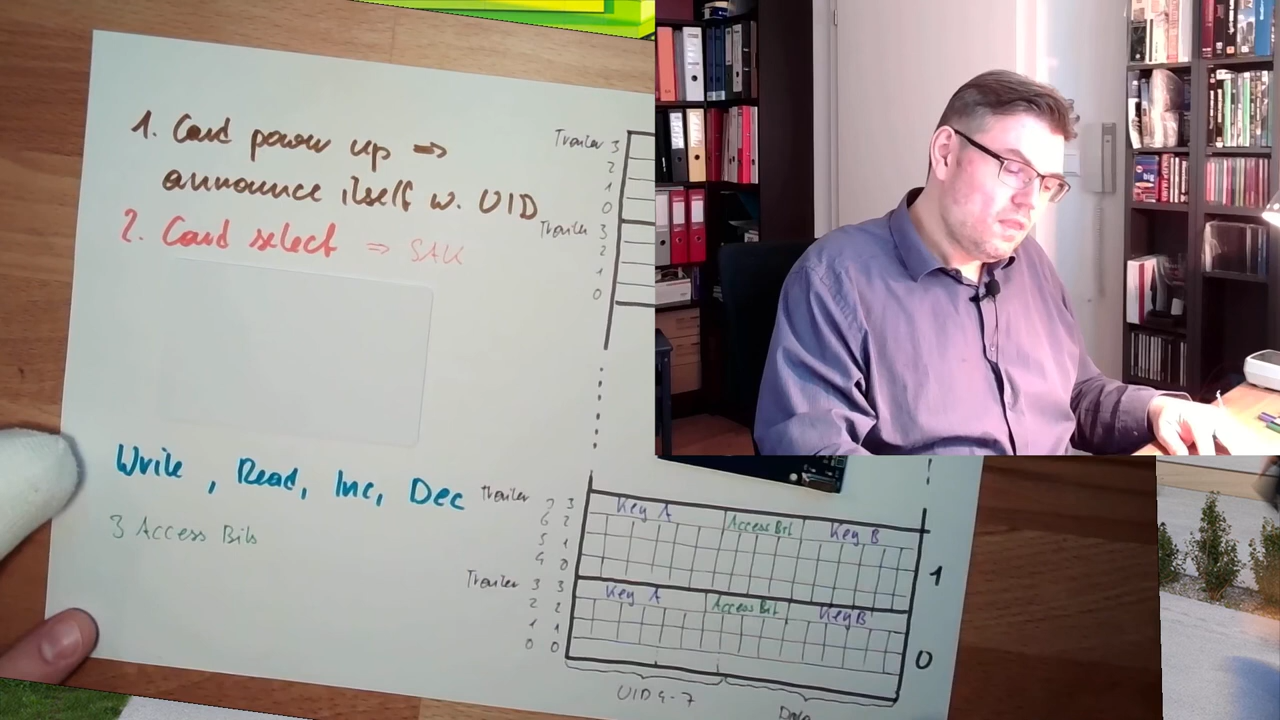 1. Card power up ⇒
announce itself w. UID
2. Card select ⇒ SAK
Write, Read, Inc, Dec
3 Access Bits
Trailer 3
2
1
0
Trailer 3
2
1
0
Trailer 7 3 Key A Access Bit Key B
6 2
5 1
4 0
1
Trailer 3 3 Key A Access Bit Key B
2 2
1 1
0 0
0
UID 4-7
Data